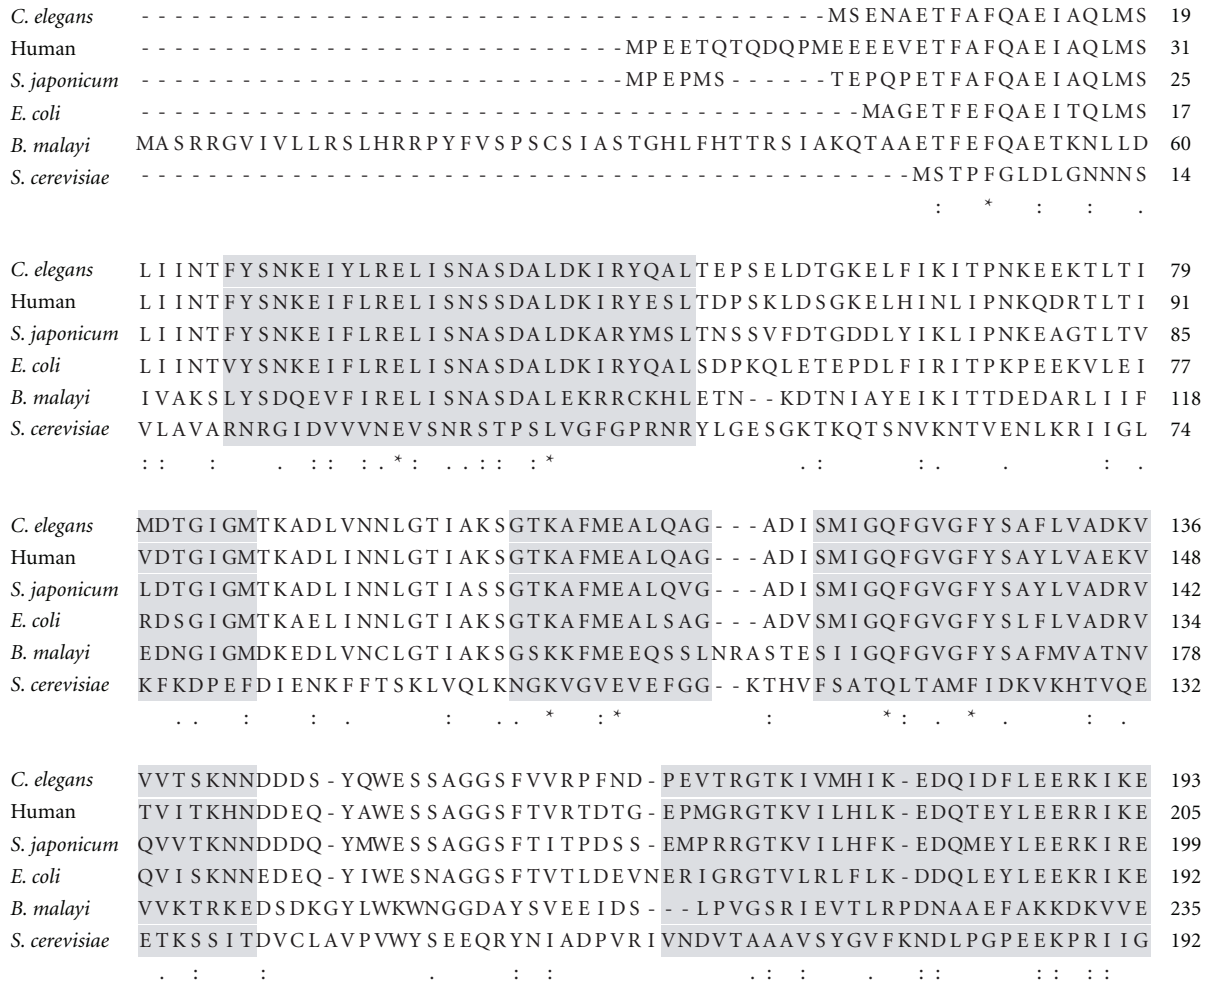 C. elegans -----------------------------------------MSENAETFAFQAEIAQLMS 19
Human -----------------------------MPEETQTQDQPMEEEEVETFAFQAEIAQLMS 31
S. japonicum -----------------------------MPEPMS------TEPQPETFAFQAEIAQLMS 25
E. coli -------------------------------------------MAGETFEFQAEITQLMS 17
B. malayi MASRRGVIVLLRSLHRRPYFVSPSCSIASTGHLFHTTRSIAKQTAAETFEFQAETKNLLD 60
S. cerevisiae ----------------------------------------------MSTPFGLDLGNNNS 14
: * : : .
C. elegans LIINTFYSNKEIYLRELISNASDALDKIRYQALTEPSELDTGKELFIKITPNKEEKTLTI 79
Human LIINTFYSNKEIFLRELISNSSDALDKIRYESLTDPSKLDSGKELHINLIPNKQDRTLTI 91
S. japonicum LIINTFYSNKEIFLRELISNASDALDKARYMSLTNSSVFDTGDDLYIKLIPNKEAGTLTV 85
E. coli LIINTVYSNKEIFLRELISNASDALDKIRYQALSDPKQLETEPDLFIRITPKPEEKVLEI 77
B. malayi IVAKSLYSDQEVFIRELISNASDALEKRRCKHLETN--KDTNIAYEIKITTDEDARLIIF 118
S. cerevisiae VLAVARNRGIDVVVNEVSNRSTPSLVGFGPRNRYLGESGKTKQTSNVKNTVENLKRIIGL 74
:: : . :: :.*: ..:: :* .: :. . : .
C. elegans MDTGIGMTKADLVNNLGTIAKSGTKAFMEALQAG---ADISMIGQFGVGFYSAFLVADKV 136
Human VDTGIGMTKADLINNLGTIAKSGTKAFMEALQAG---ADISMIGQFGVGFYSAYLVAEKV 148
S. japonicum LDTGIGMTKADLINNLGTIASSGTKAFMEALQVG---ADISMIGQFGVGFYSAYLVADRV 142
E. coli RDSGIGMTKAELINNLGTIAKSGTKAFMEALSAG---ADVSMIGQFGVGFYSLFLVADRV 134
B. malayi EDNGIGMDKEDLVNCLGTIAKSGSKKFMEEQSSLNRASTESIIGQFGVGFYSAFMVATNV 178
S. cerevisiae KFKDPEFDIENKFFTSKLVQLKNGKVGVEVEFGG--KTHVFSATQLTAMFIDKVKHTVQE 132
.. : : . : .. * :* : *: . * . : .
C. elegans VVTSKNNDDDS-YQWESSAGGSFVVRPFND-PEVTRGTKIVMHIK-EDQIDFLEERKIKE 193
Human TVITKHNDDEQ-YAWESSAGGSFTVRTDTG-EPMGRGTKVILHLK-EDQTEYLEERRIKE 205
S. japonicum QVVTKNNDDDQ-YMWESSAGGSFTITPDSS-EMPRRGTKVILHFK-EDQMEYLEERKIRE 199
E. coli QVISKNNEDEQ-YIWESNAGGSFTVTLDEVNERIGRGTVLRLFLK-DDQLEYLEEKRIKE 192
B. malayi VVKTRKEDSDKGYLWKWNGGDAYSVEEIDS---LPVGSRIEVTLRPDNAAEFAKKDKVVE 235
S. cerevisiae ETKSSITDVCLAVPVWYSEEQRYNIADPVRIVNDVTAAAVSYGVFKNDLPGPEEKPRIIG 192
. : : . : : .: : . :: :: ::